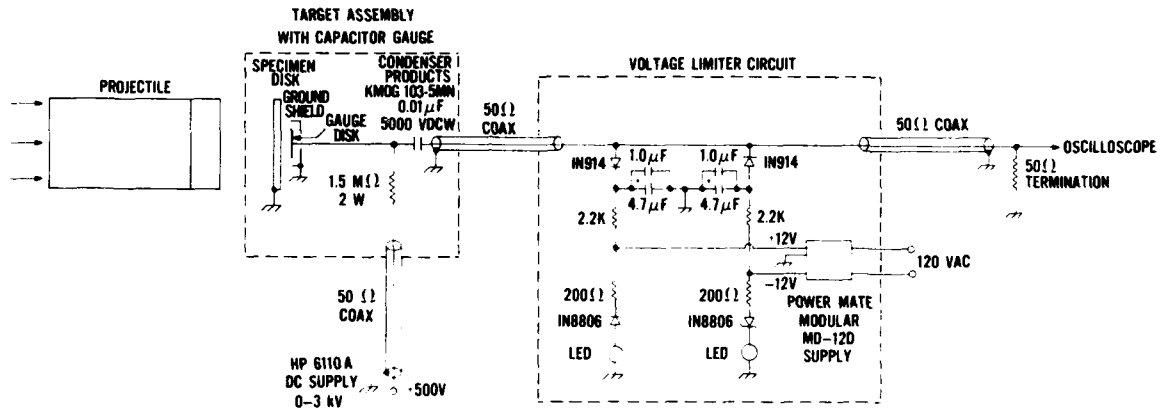 TARGET ASSEMBLY
WITH CAPACITOR GAUGE
PROJECTILE
SPECIMEN
DISK
GROUND
SHIELD
GAUGE
DISK
CONDENSER
PRODUCTS
KMOG 103-5MN
0.01µF
5000 VDCW
1.5 MΩ
2 W
50Ω
COAX
50 Ω
COAX
HP 6110A
DC SUPPLY
0-3 kV
+500V
VOLTAGE LIMITER CIRCUIT
IN914
1.0µF
1.0µF
IN914
4.7µF
4.7µF
2.2K
2.2K
+12V
-12V
120 VAC
200Ω
200Ω
IN8806
IN8806
LED
LED
POWER MATE
MODULAR
MD-12D
SUPPLY
50Ω COAX
OSCILLOSCOPE
50Ω
TERMINATION